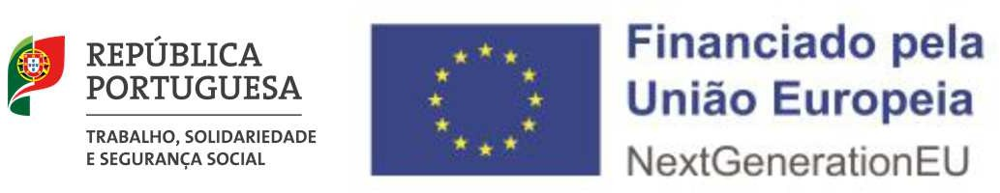 REPÚBLICA
PORTUGUESA
TRABALHO, SOLIDARIEDADE
E SEGURANÇA SOCIAL
Financiado pela
União Europeia
NextGenerationEU